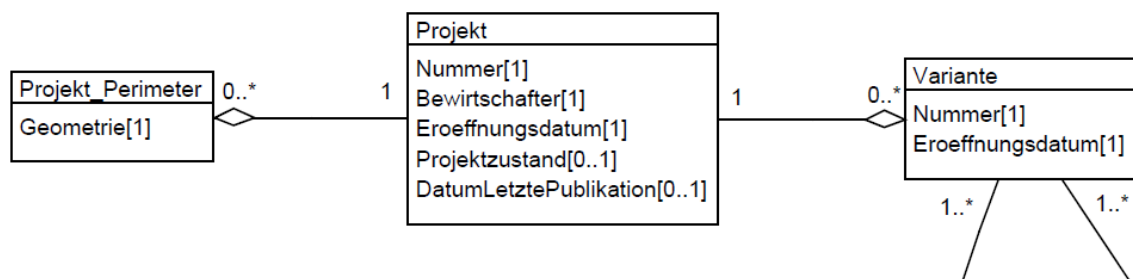 Projekt_Perimeter
Geometrie[1]
0..*
1
Projekt
Nummer[1]
Bewirtschafter[1]
Eroeffnungsdatum[1]
Projektzustand[0..1]
DatumLetztePublikation[0..1]
1
0..*
Variante
Nummer[1]
Eroeffnungsdatum[1]
1..*
1..*